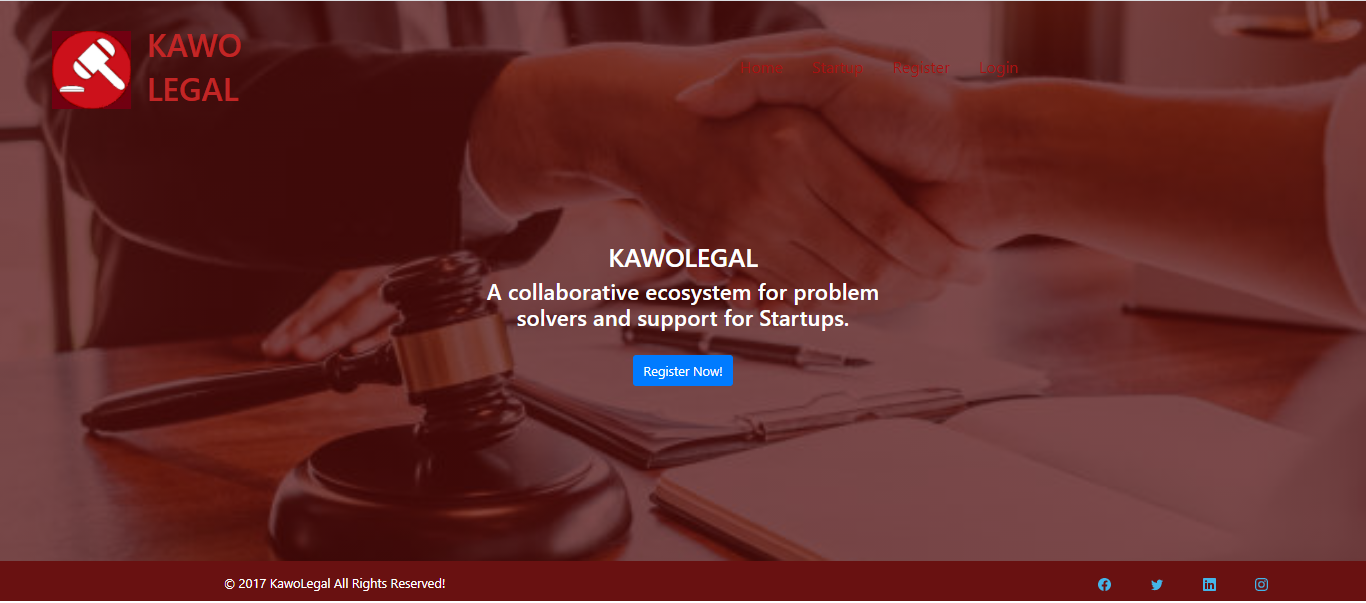 KAWO
LEGAL
Home Startup Register Login
KAWOLEGAL
A collaborative ecosystem for problem
solvers and support for Startups.
Register Now!
© 2017 KawoLegal All Rights Reserved!